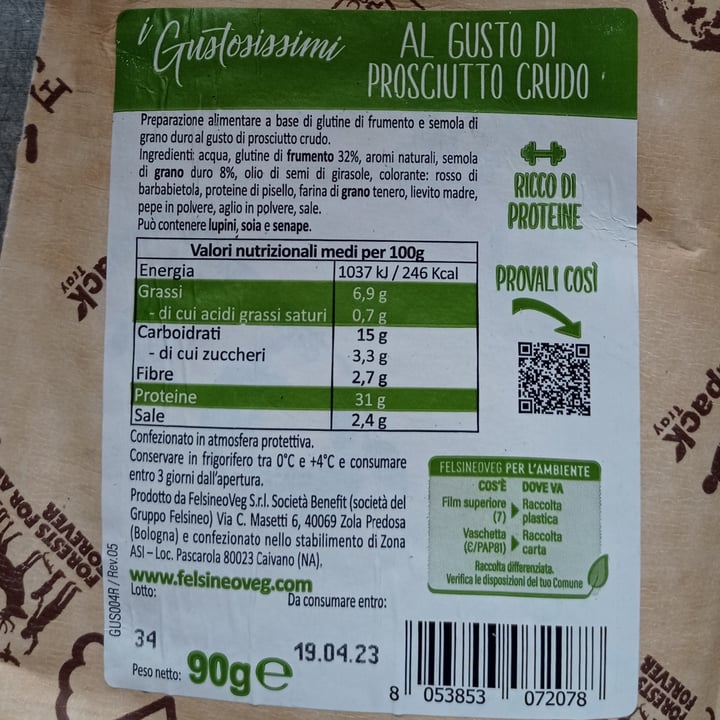 i Gustosissimi
AL GUSTO DI
PROSCIUTTO CRUDO
Preparazione alimentare a base di glutine di frumento e semola di
grano duro al gusto di prosciutto crudo.
Ingredienti: acqua, glutine di frumento 32%, aromi naturali, semola
di grano duro 8%, olio di semi di girasole, colorante: rosso di
barbabietola, proteine di pisello, farina di grano tenero, lievito madre,
pepe in polvere, aglio in polvere, sale.
Può contenere lupini, soia e senape.
RICCO DI
PROTEINE
Valori nutrizionali medi per 100g
Energia 1037 kJ / 246 Kcal
Grassi 6,9 g
- di cui acidi grassi saturi 0,7 g
Carboidrati 15 g
- di cui zuccheri 3,3 g
Fibre 2,7 g
Proteine 31 g
Sale 2,4 g
PROVALI COSÌ
Confezionato in atmosfera protettiva.
Conservare in frigorifero tra 0°C e +4°C e consumare
entro 3 giorni dall'apertura.
Prodotto da FelsineoVeg S.r.l. Società Benefit (società del
Gruppo Felsineo) Via C. Masetti 6, 40069 Zola Predosa
(Bologna) e confezionato nello stabilimento di Zona
ASI – Loc. Pascarola 80023 Caivano (NA).
www.felsineoveg.com
FELSINEOVEG PER L'AMBIENTE
COS'È DOVE VA
Film superiore (7) Raccolta plastica
Vaschetta (C/PAP81) Raccolta carta
Raccolta differenziata.
Verifica le disposizioni del tuo Comune
GUS004R / Rev.05
Lotto:
Da consumare entro:
34
19.04.23
Peso netto: 90g e
8 053853 072078
pack
Tray
pack
Tray
FORESTS FOR
FOREVER
FORESTS
FOREVER